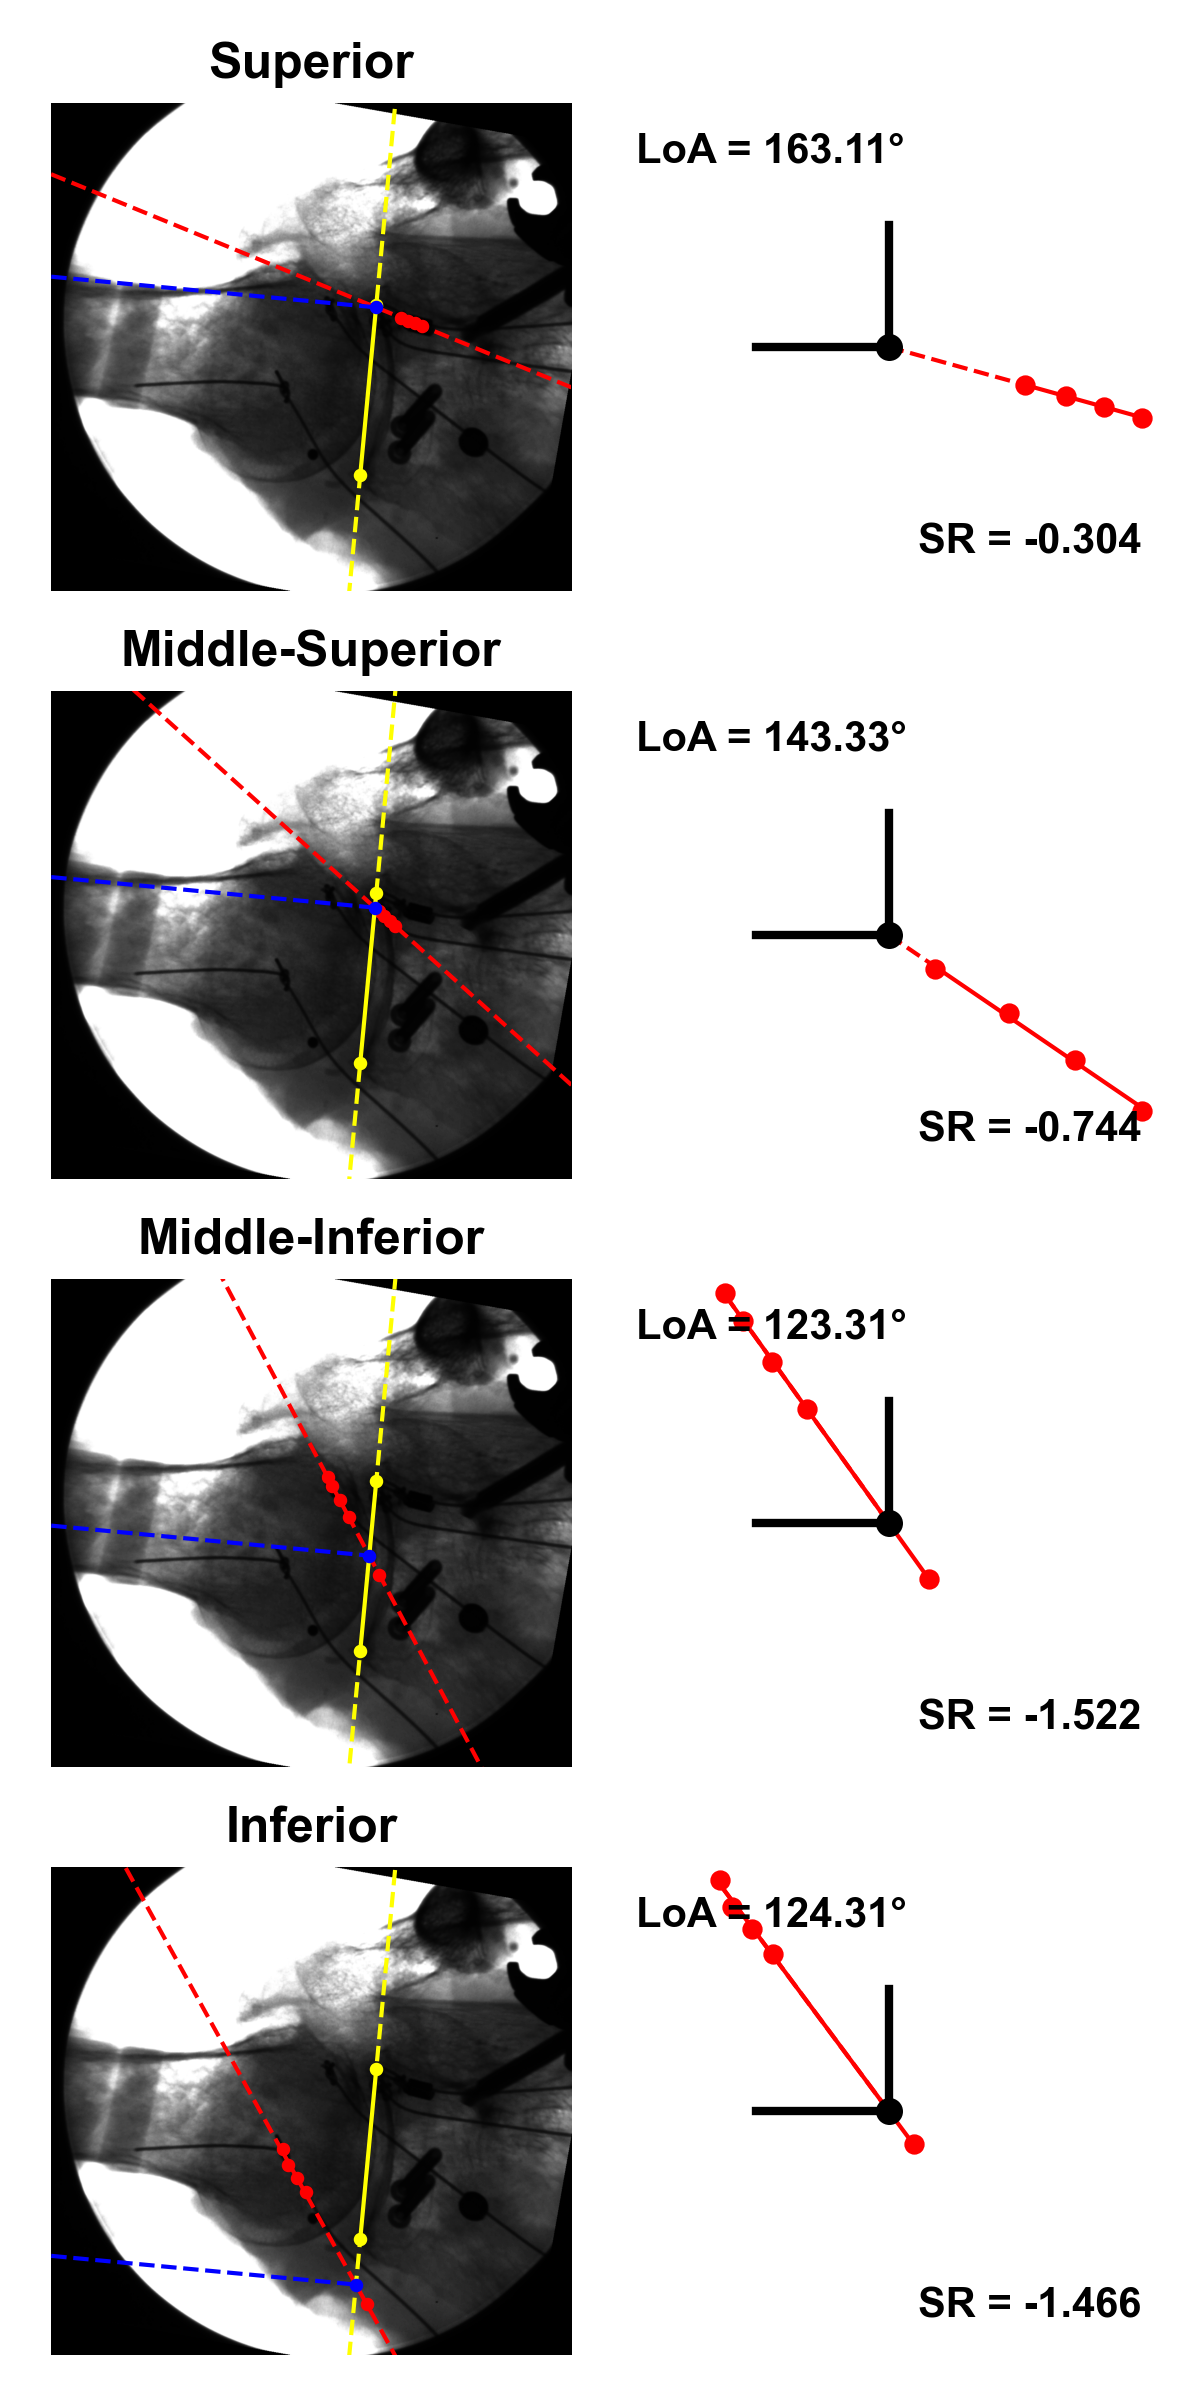 Superior
LoA = 163.11°
SR = -0.304
Middle-Superior
LoA = 143.33°
SR = -0.744
Middle-Inferior
LoA = 123.31°
SR = -1.522
Inferior
LoA = 124.31°
SR = -1.466